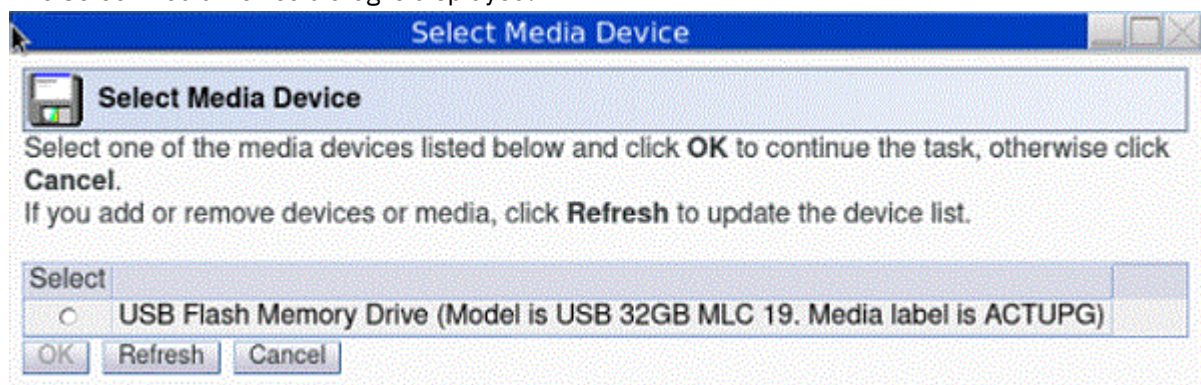 Select Media Device
Select Media Device
Select one of the media devices listed below and click OK to continue the task, otherwise click
Cancel.
If you add or remove devices or media, click Refresh to update the device list.
Select
USB Flash Memory Drive (Model is USB 32GB MLC 19. Media label is ACTUPG)
OK Refresh Cancel